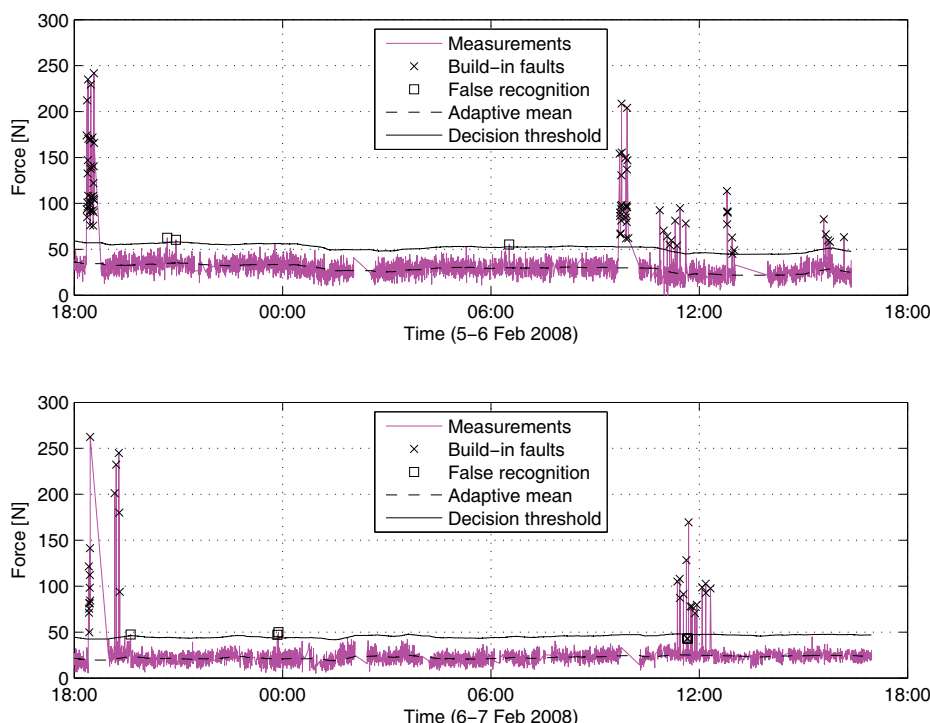 300
250
200
150
100
50
0
Force [N]
Measurements
Build-in faults
False recognition
Adaptive mean
Decision threshold
18:00 00:00 06:00 12:00 18:00
Time (5-6 Feb 2008)
300
250
200
150
100
50
0
Force [N]
Measurements
Build-in faults
False recognition
Adaptive mean
Decision threshold
18:00 00:00 06:00 12:00 18:00
Time (6-7 Feb 2008)